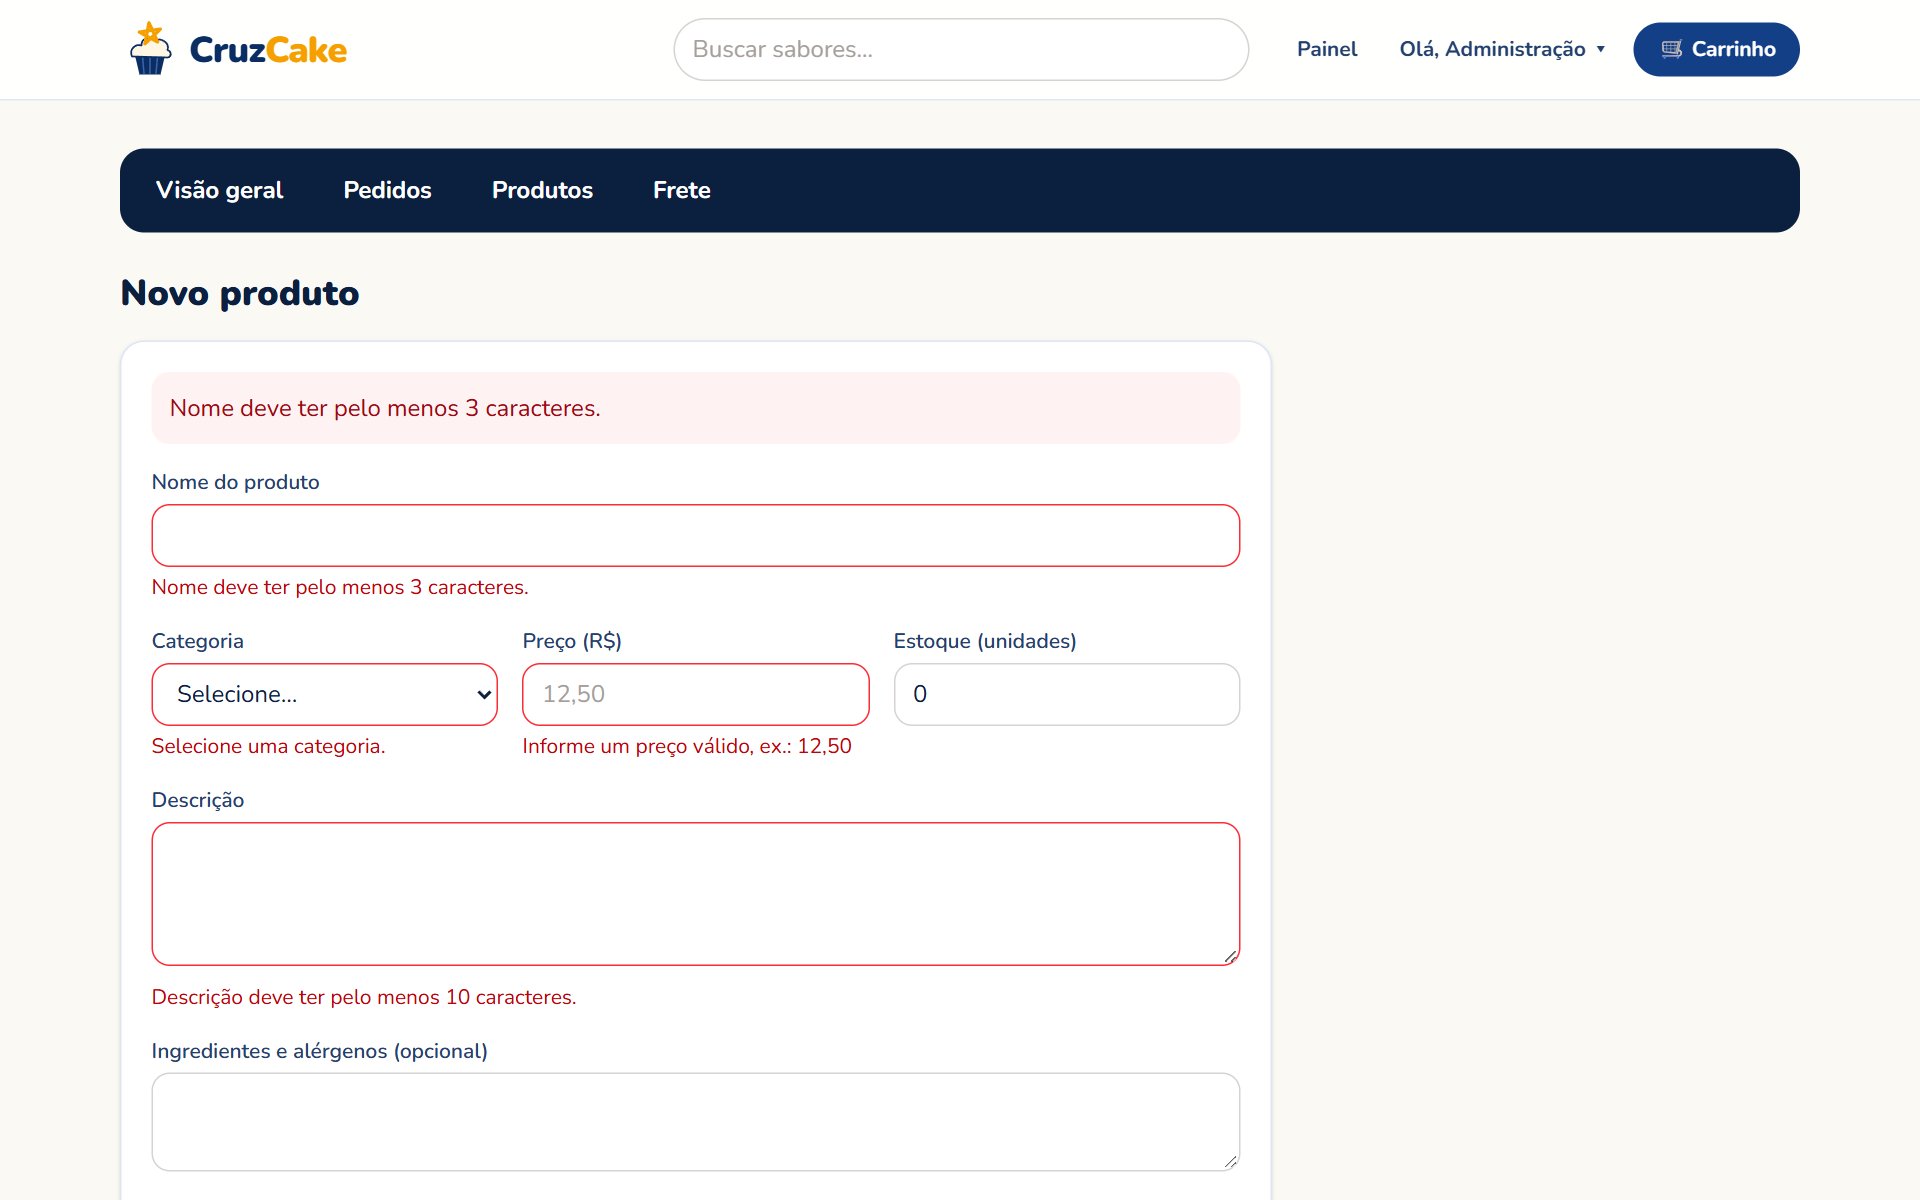 CruzCake
Buscar sabores...
Painel
Olá, Administração
Carrinho
Visão geral
Pedidos
Produtos
Frete
Novo produto
Nome deve ter pelo menos 3 caracteres.
Nome do produto
Nome deve ter pelo menos 3 caracteres.
Categoria
Preço (R$)
Estoque (unidades)
Selecione...
12,50
0
Selecione uma categoria.
Informe um preço válido, ex.: 12,50
Descrição
Descrição deve ter pelo menos 10 caracteres.
Ingredientes e alérgenos (opcional)